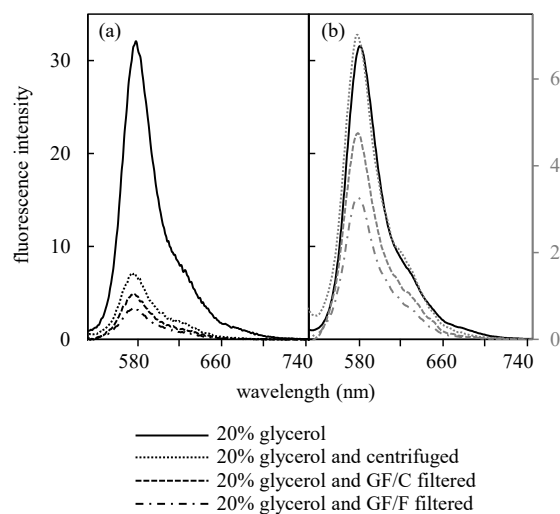 (a) (b)
fluorescence intensity
30
20
10
0
6
4
2
0
580 660 740 580 660 740
wavelength (nm)
20% glycerol
20% glycerol and centrifuged
20% glycerol and GF/C filtered
20% glycerol and GF/F filtered